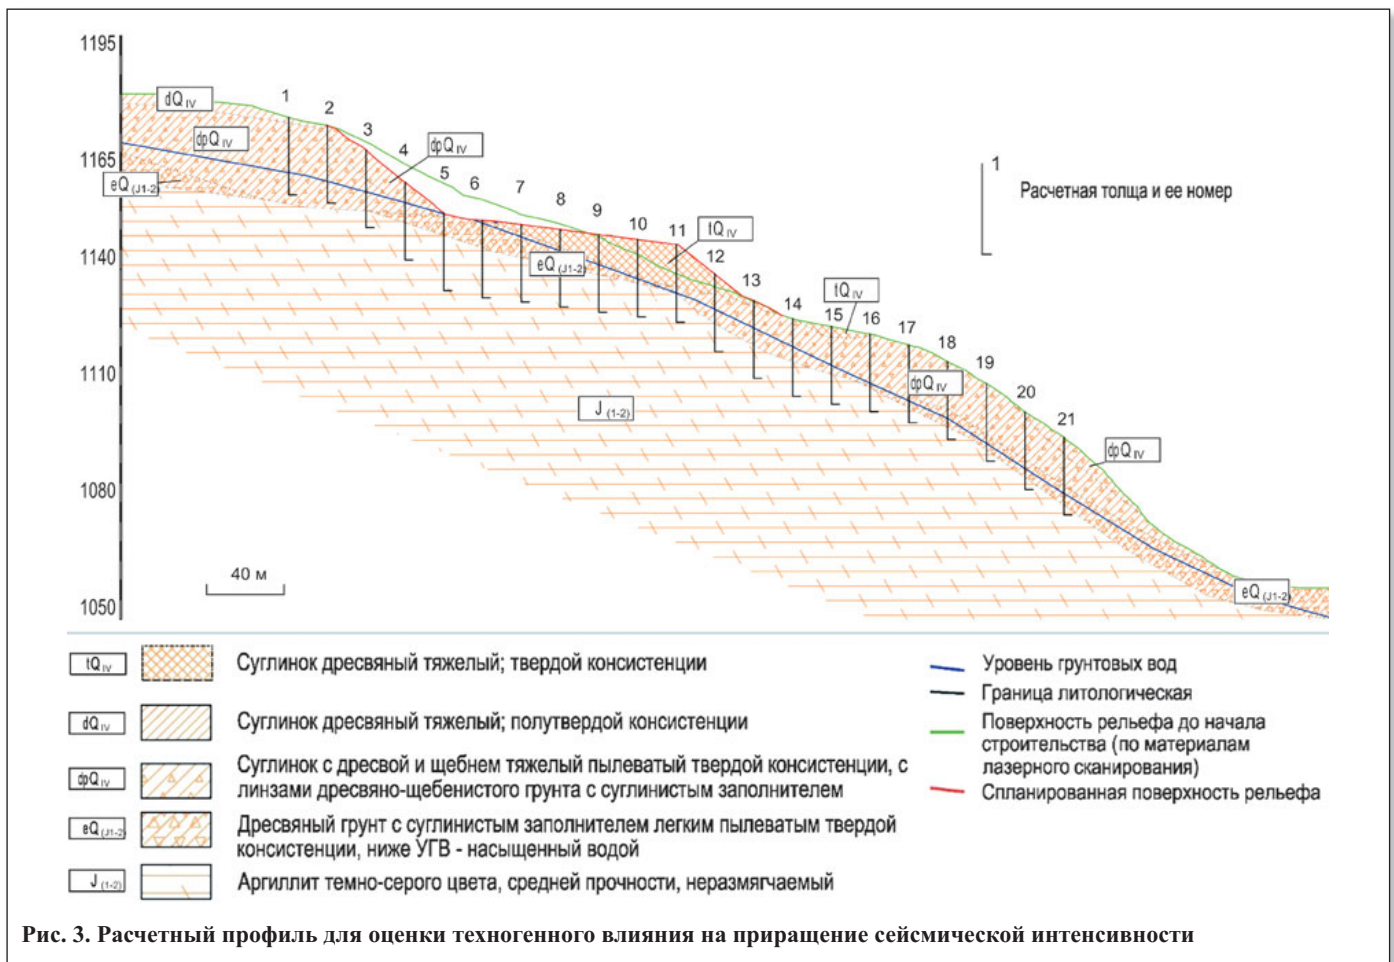 1195
1165
1140
1110
1080
1050
dQ IV
dpQ IV
eQ (J1-2)
1
2
3
4
dpQ IV
5
6
7
8
9
10
11
tQ IV
12
eQ (J1-2)
13
14
15
16
17
18
19
20
21
tQ IV
dpQ IV
dpQ IV
J (1-2)
eQ (J1-2)
1
Расчетная толща и ее номер
40 м
tQ IV
Суглинок дресвяный тяжелый; твердой консистенции
dQ IV
Суглинок дресвяный тяжелый; полутвердой консистенции
dpQ IV
Суглинок с дресвой и щебнем тяжелый пылеватый твердой консистенции, с
линзами дресвяно-щебенистого грунта с суглинистым заполнителем
eQ (J1-2)
Дресвяный грунт с суглинистым заполнителем легким пылеватым твердой
консистенции, ниже УГВ - насыщенный водой
J (1-2)
Аргиллит темно-серого цвета, средней прочности, неразмягчаемый
Уровень грунтовых вод
Граница литологическая
Поверхность рельефа до начала
строительства (по материалам
лазерного сканирования)
Спланированная поверхность рельефа
Рис. 3. Расчетный профиль для оценки техногенного влияния на приращение сейсмической интенсивности